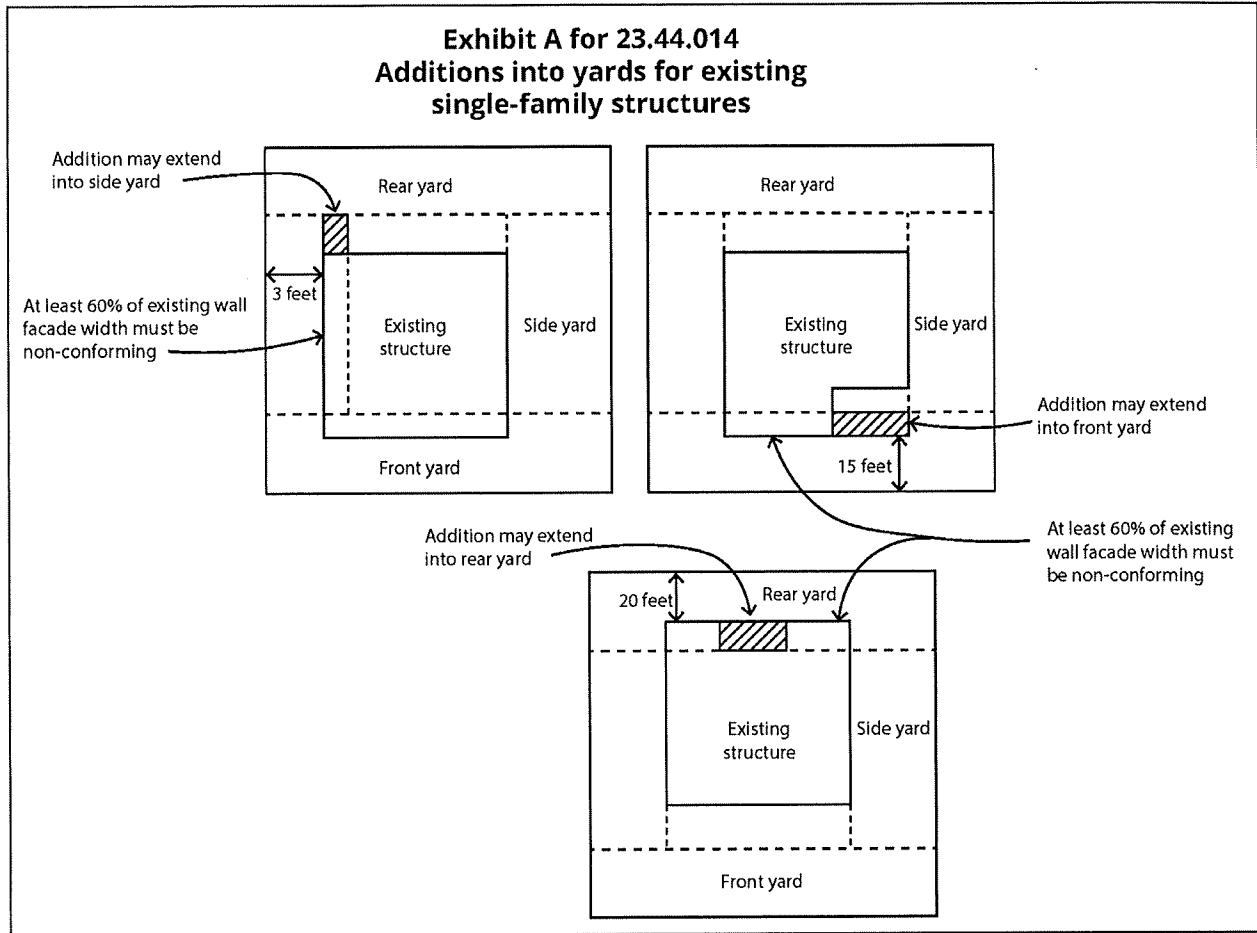 Exhibit A for 23.44.014
Additions into yards for existing
single-family structures
Addition may extend
into side yard
Rear yard
3 feet
At least 60% of existing wall
facade width must be
non-conforming
Existing
structure
Side yard
Front yard
Rear yard
Existing
structure
Side yard
Addition may extend
into front yard
15 feet
At least 60% of existing
wall facade width must
be non-conforming
Addition may extend
into rear yard
20 feet
Rear yard
Existing
structure
Side yard
Front yard